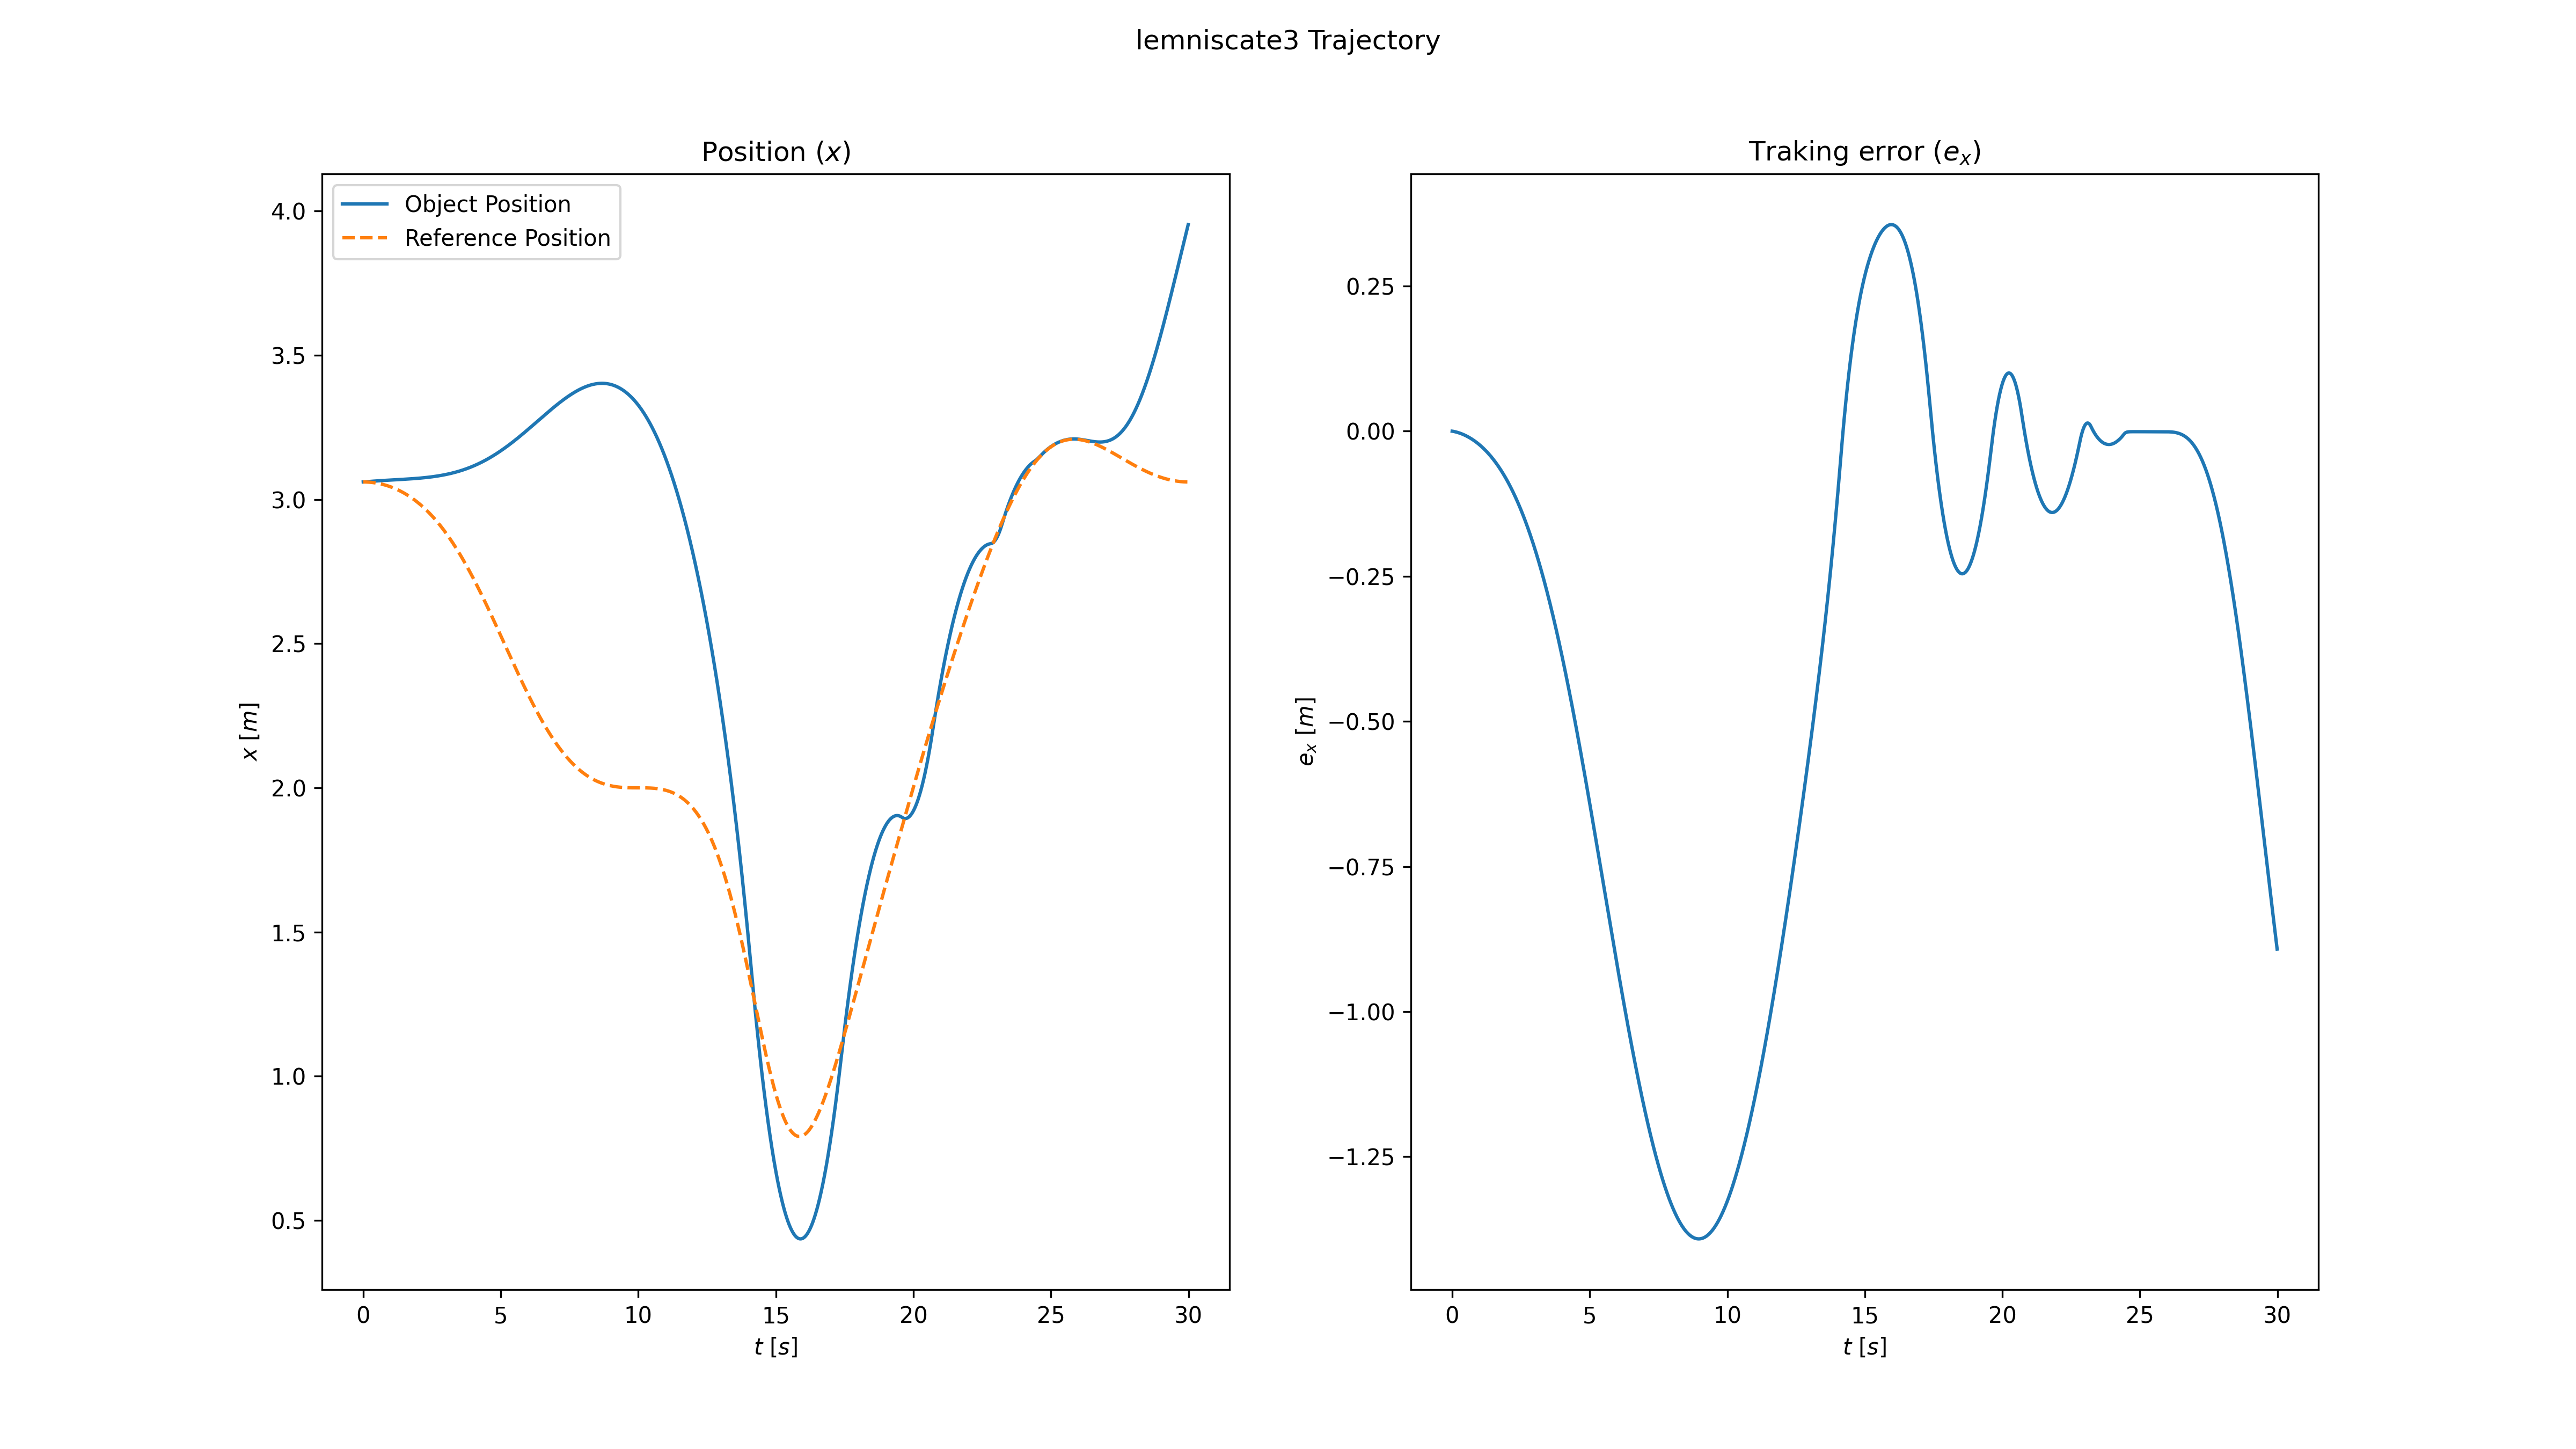 lemniscate3 Trajectory
Position (x)
Object Position
Reference Position
4.0
3.5
3.0
2.5
2.0
1.5
1.0
0.5
x [m]
0 5 10 15 20 25 30
t [s]
Traking error (eₓ)
0.25
0.00
−0.25
−0.50
−0.75
−1.00
−1.25
eₓ [m]
0 5 10 15 20 25 30
t [s]